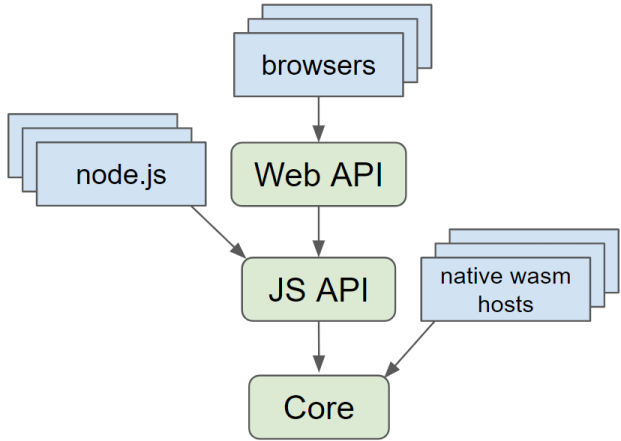 browsers
Web API
node.js
JS API
native wasm
hosts
Core